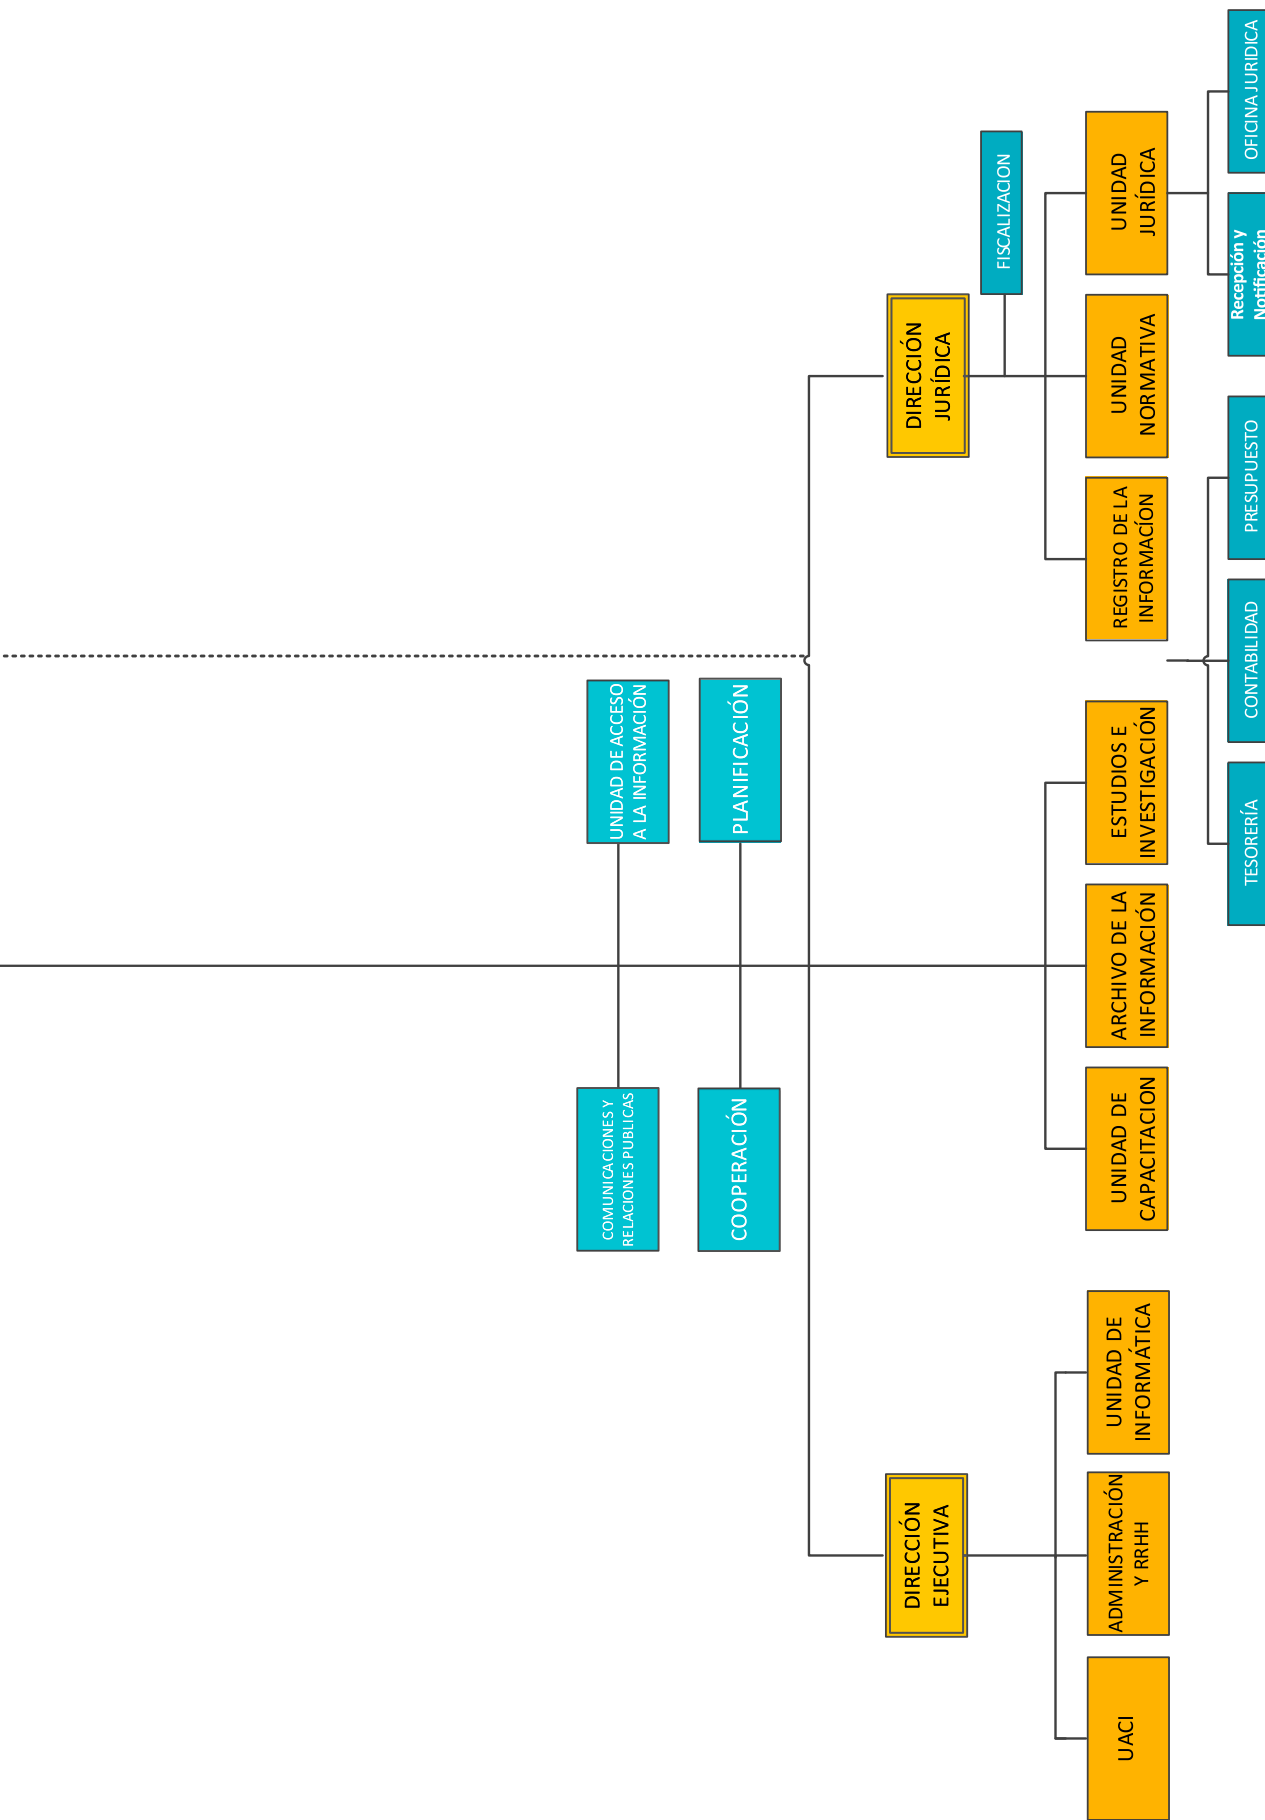 COMUNICACIONES Y
RELACIONES PUBLICAS
UNIDAD DE ACCESO
A LA INFORMACIÓN
COOPERACIÓN
PLANIFICACIÓN
DIRECCIÓN
EJECUTIVA
DIRECCIÓN
JURÍDICA
FISCALIZACION
UACI
ADMINISTRACIÓN
Y RRHH
UNIDAD DE
INFORMÁTICA
UNIDAD DE
CAPACITACION
ARCHIVO DE LA
INFORMACIÓN
ESTUDIOS E
INVESTIGACIÓN
REGISTRO DE LA
INFORMACÍON
UNIDAD
NORMATIVA
UNIDAD
JURÍDICA
TESORERÍA
CONTABILIDAD
PRESUPUESTO
Recepción y
Notificación
OFICINA JURIDICA